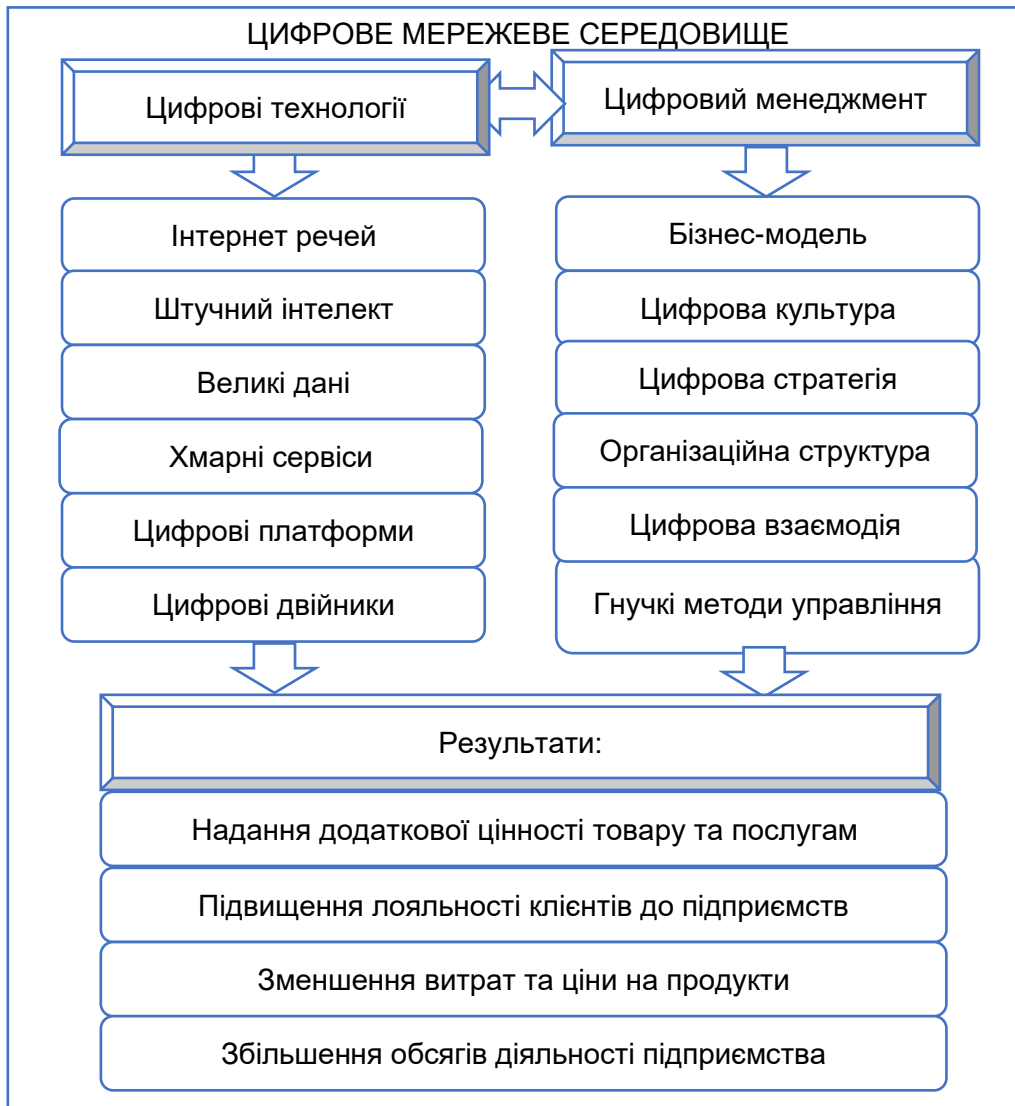 ЦИФРОВЕ МЕРЕЖЕВЕ СЕРЕДОВИЩЕ
Цифрові технології
Цифровий менеджмент
Інтернет речей
Штучний інтелект
Великі дані
Хмарні сервіси
Цифрові платформи
Цифрові двійники
Бізнес-модель
Цифрова культура
Цифрова стратегія
Організаційна структура
Цифрова взаємодія
Гнучкі методи управління
Результати:
Надання додаткової цінності товару та послугам
Підвищення лояльності клієнтів до підприємств
Зменшення витрат та ціни на продукти
Збільшення обсягів діяльності підприємства